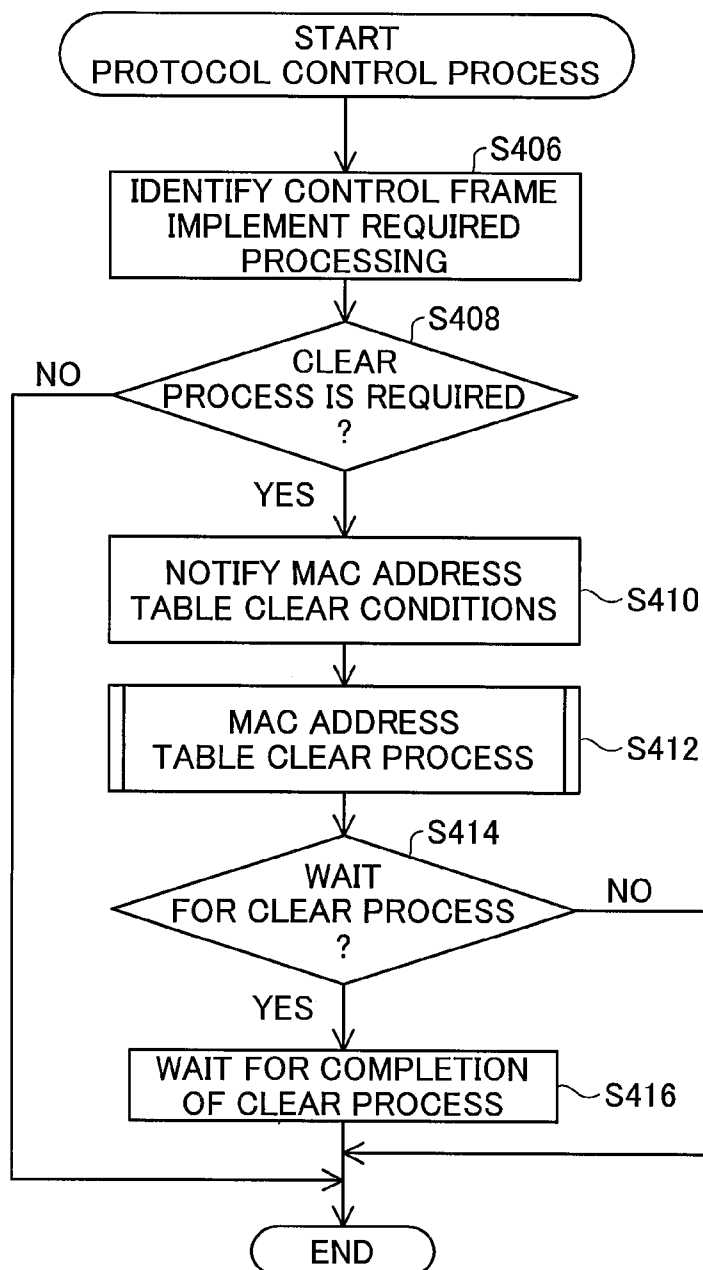 START
PROTOCOL CONTROL PROCESS
S406
IDENTIFY CONTROL FRAME
IMPLEMENT REQUIRED
PROCESSING
S408
CLEAR
PROCESS IS REQUIRED
?
NO
YES
NOTIFY MAC ADDRESS
TABLE CLEAR CONDITIONS
S410
MAC ADDRESS
TABLE CLEAR PROCESS
S412
S414
WAIT
FOR CLEAR PROCESS
?
NO
YES
WAIT FOR COMPLETION
OF CLEAR PROCESS
S416
END